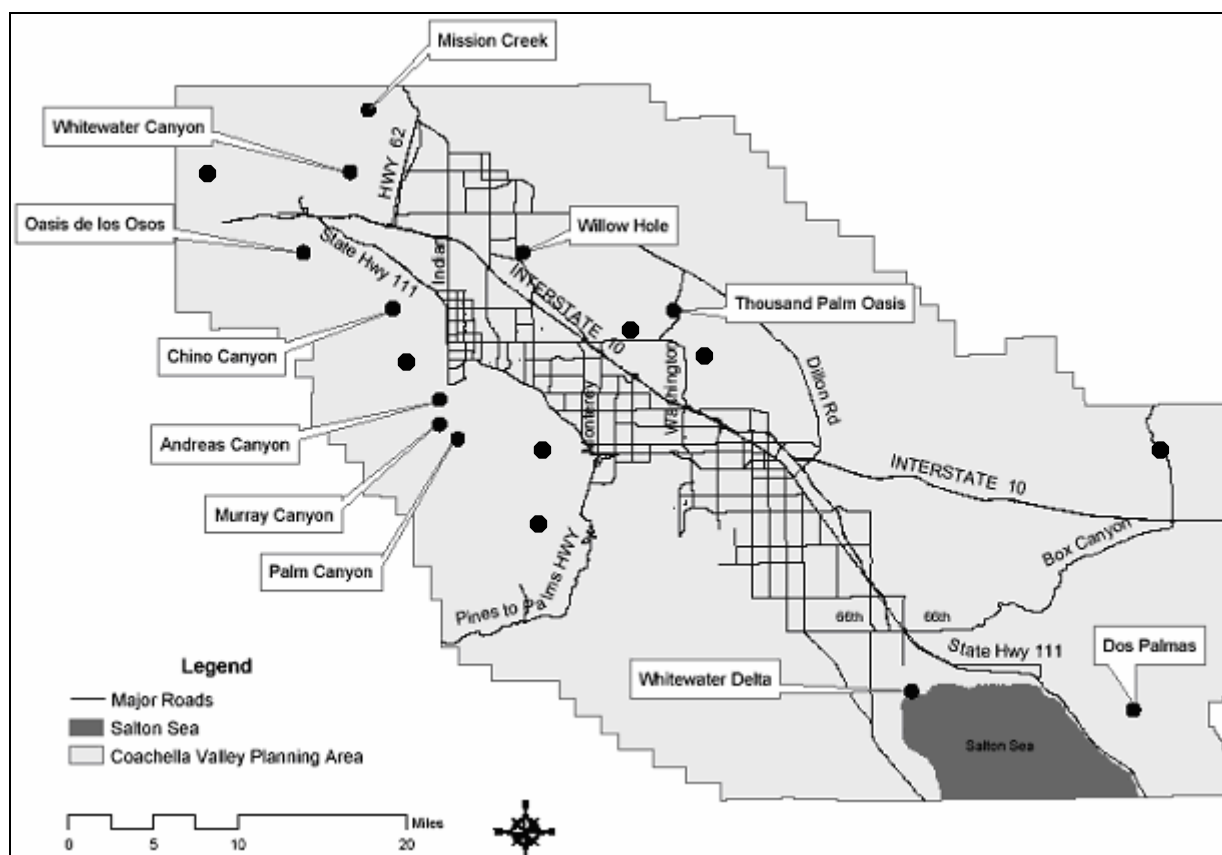 Mission Creek
Whitewater Canyon
HWY 62
Oasis de los Osos
Willow Hole
State Hwy 111
Indian
INTERSTATE 10
Thousand Palm Oasis
Chino Canyon
Monterey
Washington
Dillon Rd
Andreas Canyon
INTERSTATE 10
Murray Canyon
Box Canyon
Palm Canyon
Pines to Palms HWY
66th
66th
State Hwy 111
Dos Palmas
Whitewater Delta
Salton Sea
Legend
Major Roads
Salton Sea
Coachella Valley Planning Area
Miles
0 5 10 20